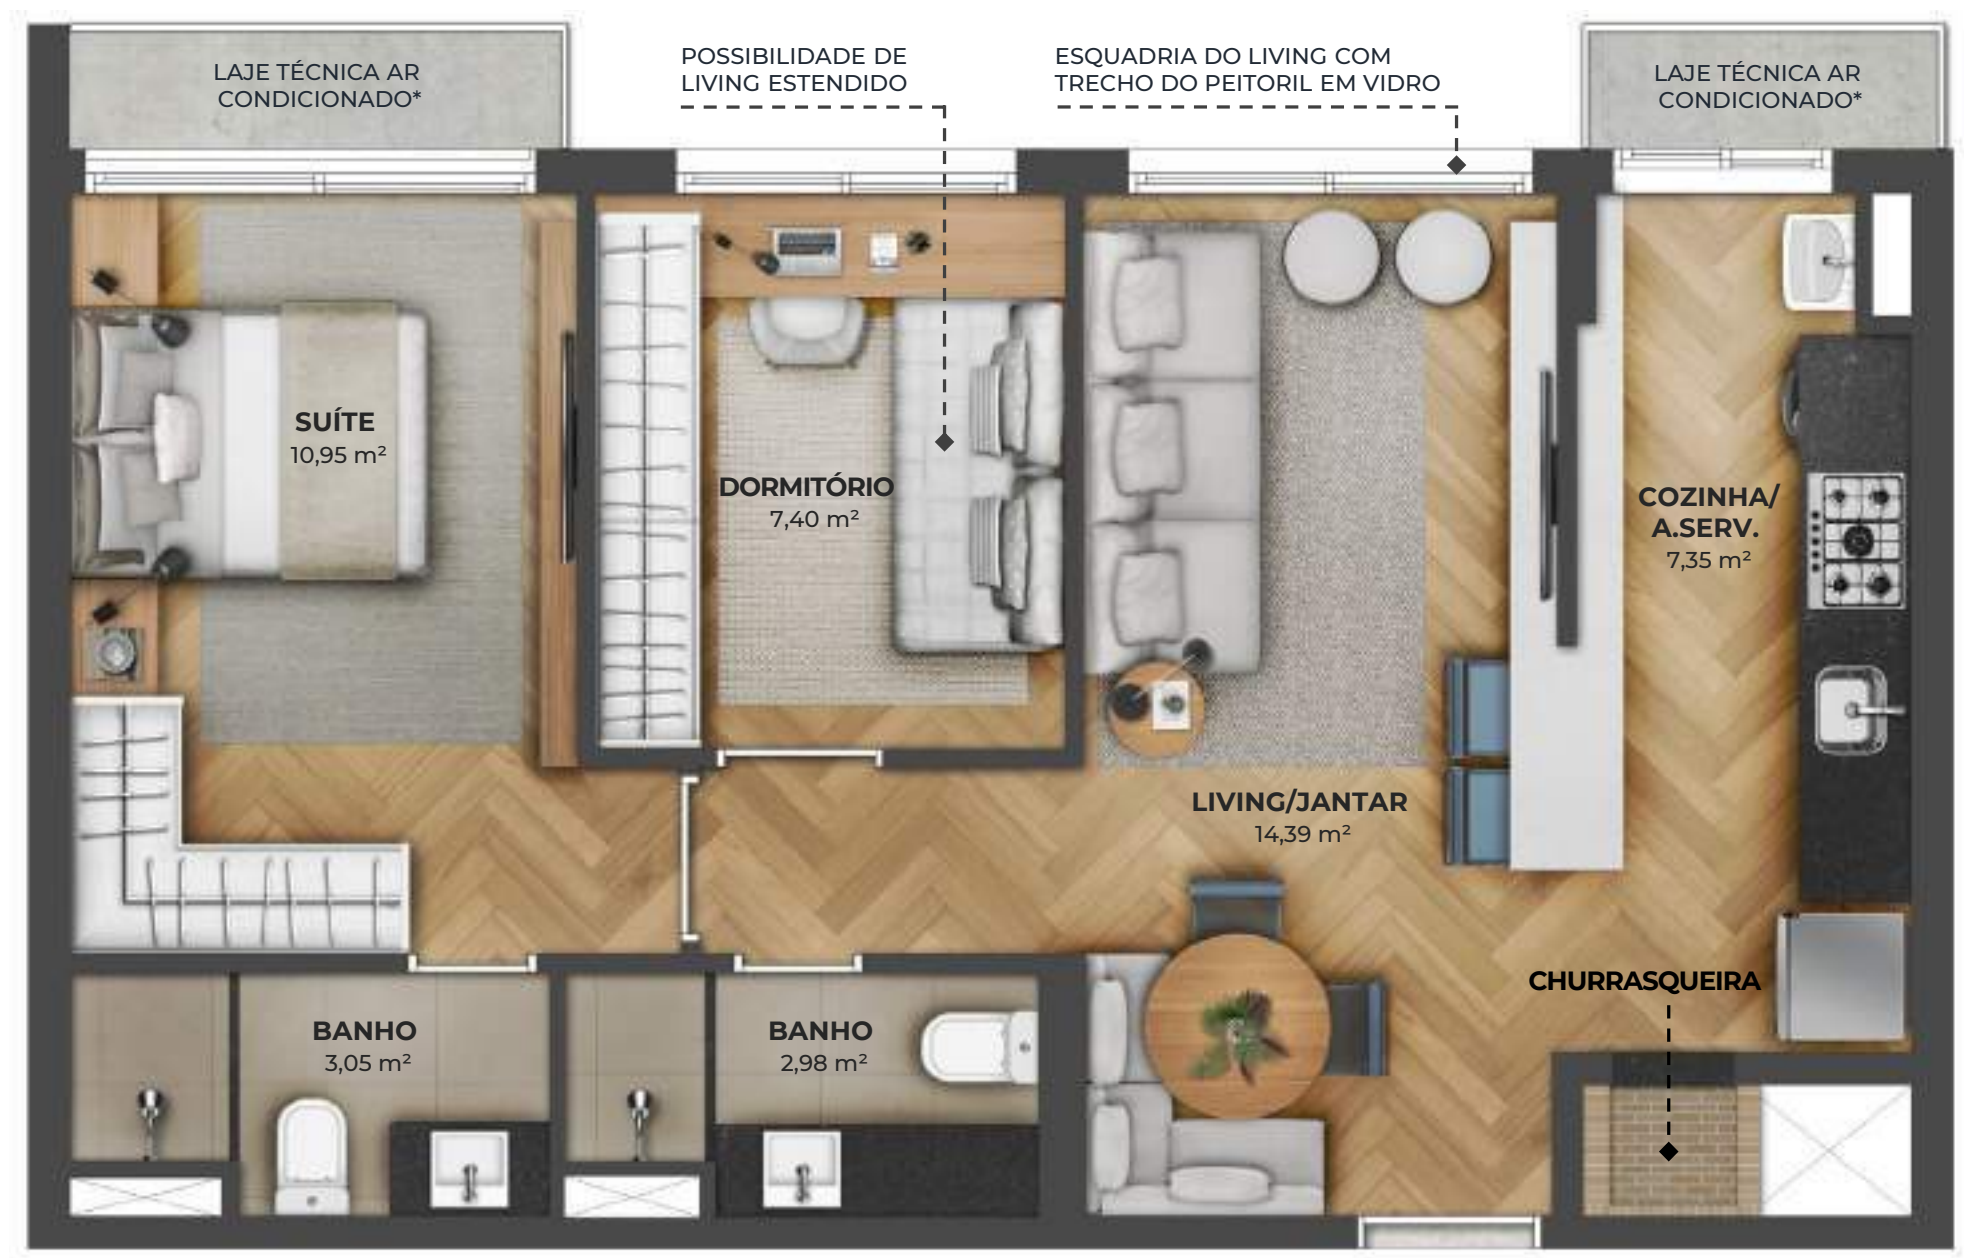 LAJE TÉCNICA AR
CONDICIONADO*
POSSIBILIDADE DE
LIVING ESTENDIDO
ESQUADRIA DO LIVING COM
TRECHO DO PEITORIL EM VIDRO
LAJE TÉCNICA AR
CONDICIONADO*
SUÍTE
10,95 m²
DORMITÓRIO
7,40 m²
COZINHA/
A.SERV.
7,35 m²
LIVING/JANTAR
14,39 m²
CHURRASQUEIRA
BANHO
3,05 m²
BANHO
2,98 m²